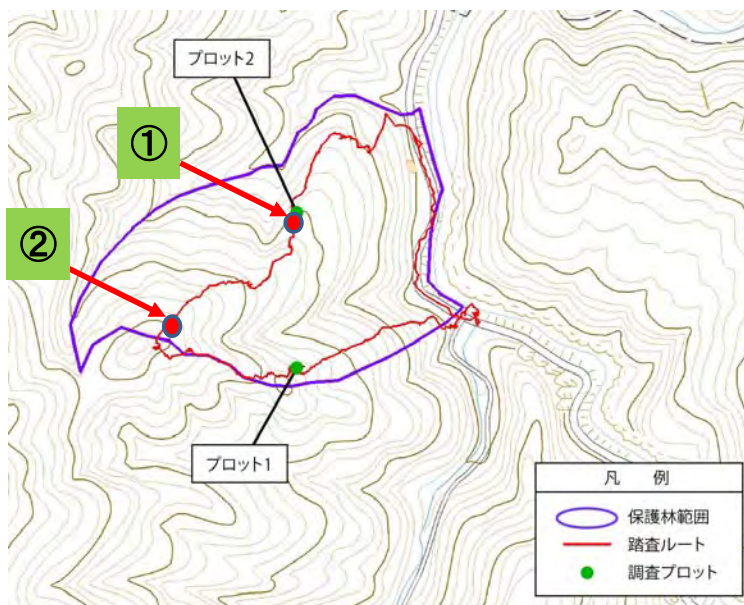 プロット2
①
②
プロット1
凡 例
保護林範囲
踏査ルート
調査プロット